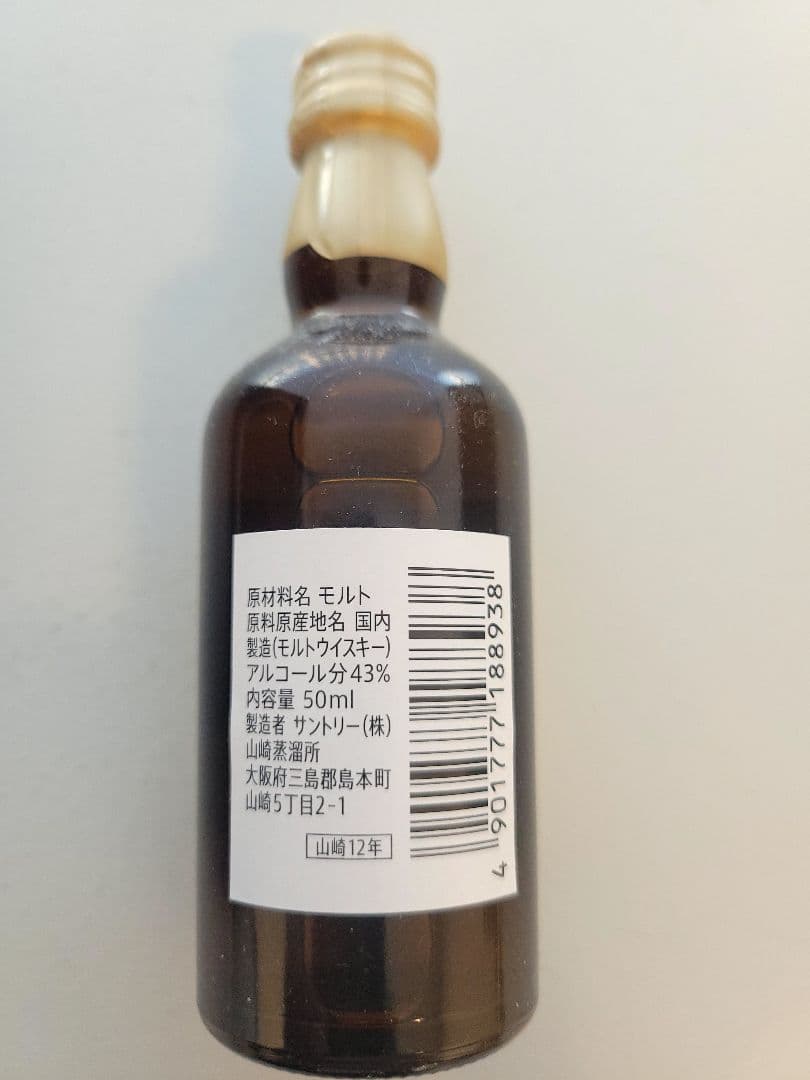 原材料名 モルト
原料原産地名 国内
製造(モルトウイスキー)
アルコール分43%
内容量 50ml
製造者 サントリー(株)
山崎蒸溜所
大阪府三島郡島本町
山崎5丁目2-1
山崎12年
4 901777 188938